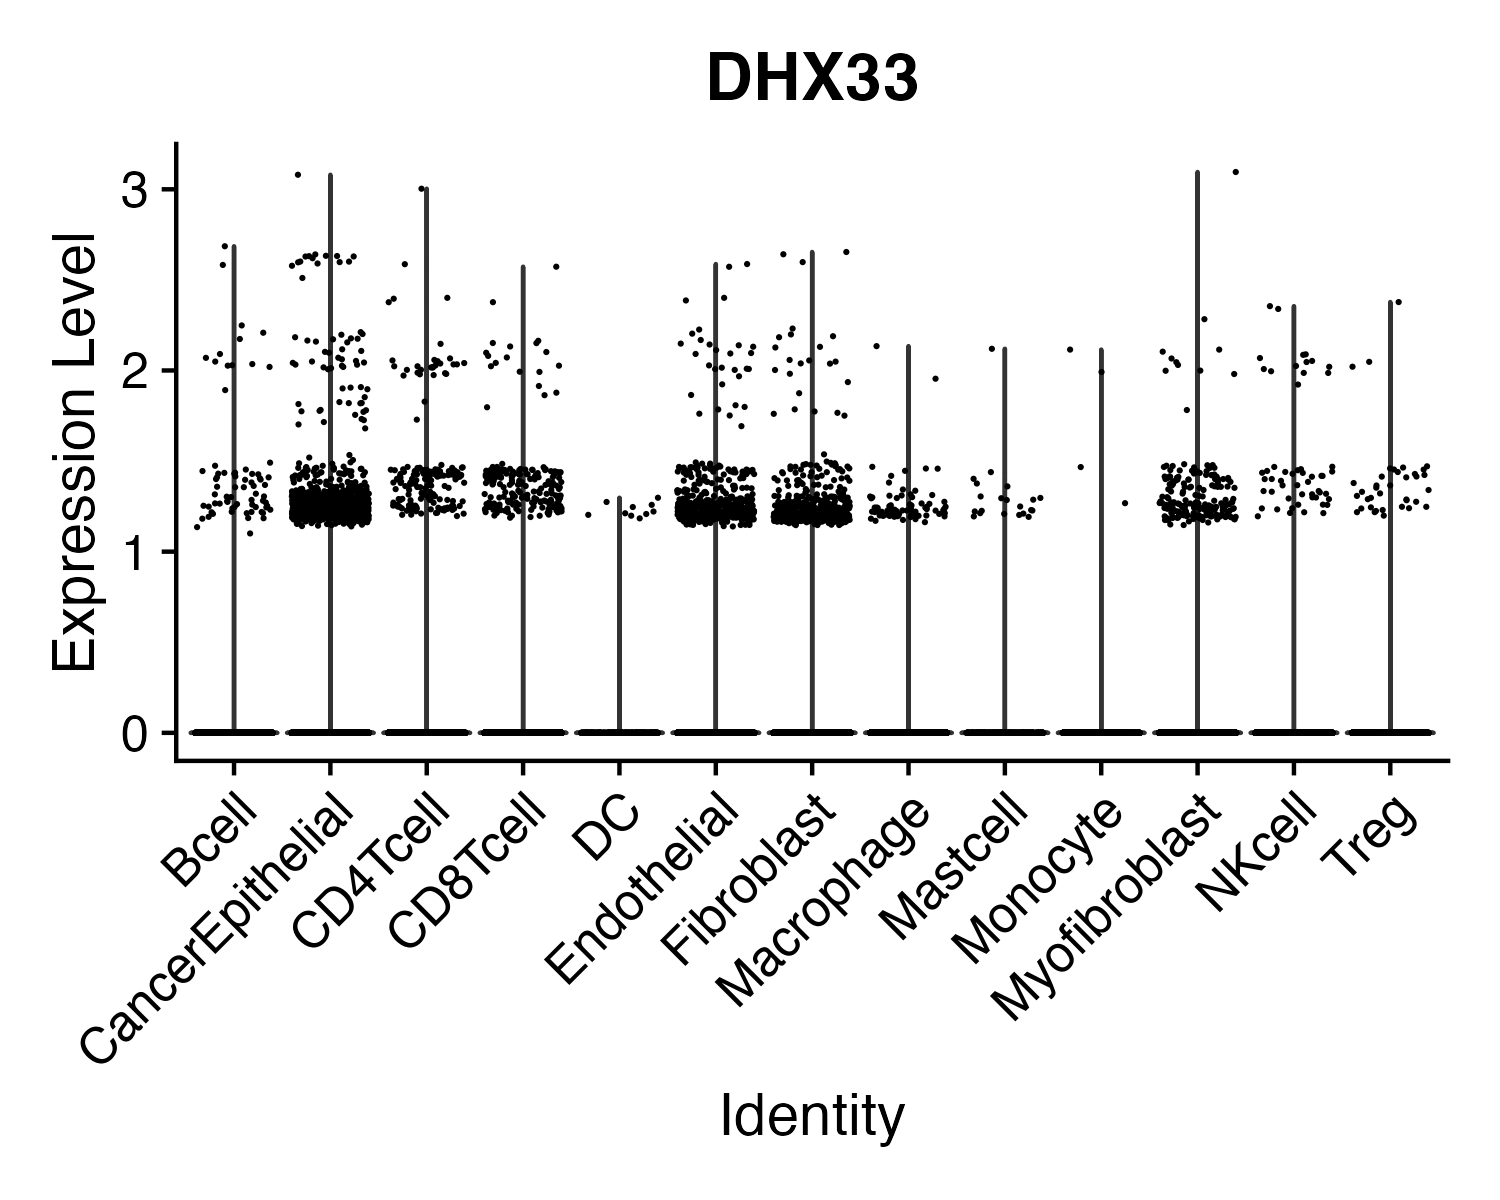 DHX33
Expression Level
3
2
1
0
Bcell
CancerEpithelial
CD4Tcell
CD8Tcell
DC
Endothelial
Fibroblast
Macrophage
Mastcell
Monocyte
Myofibroblast
NKcell
Treg
Identity